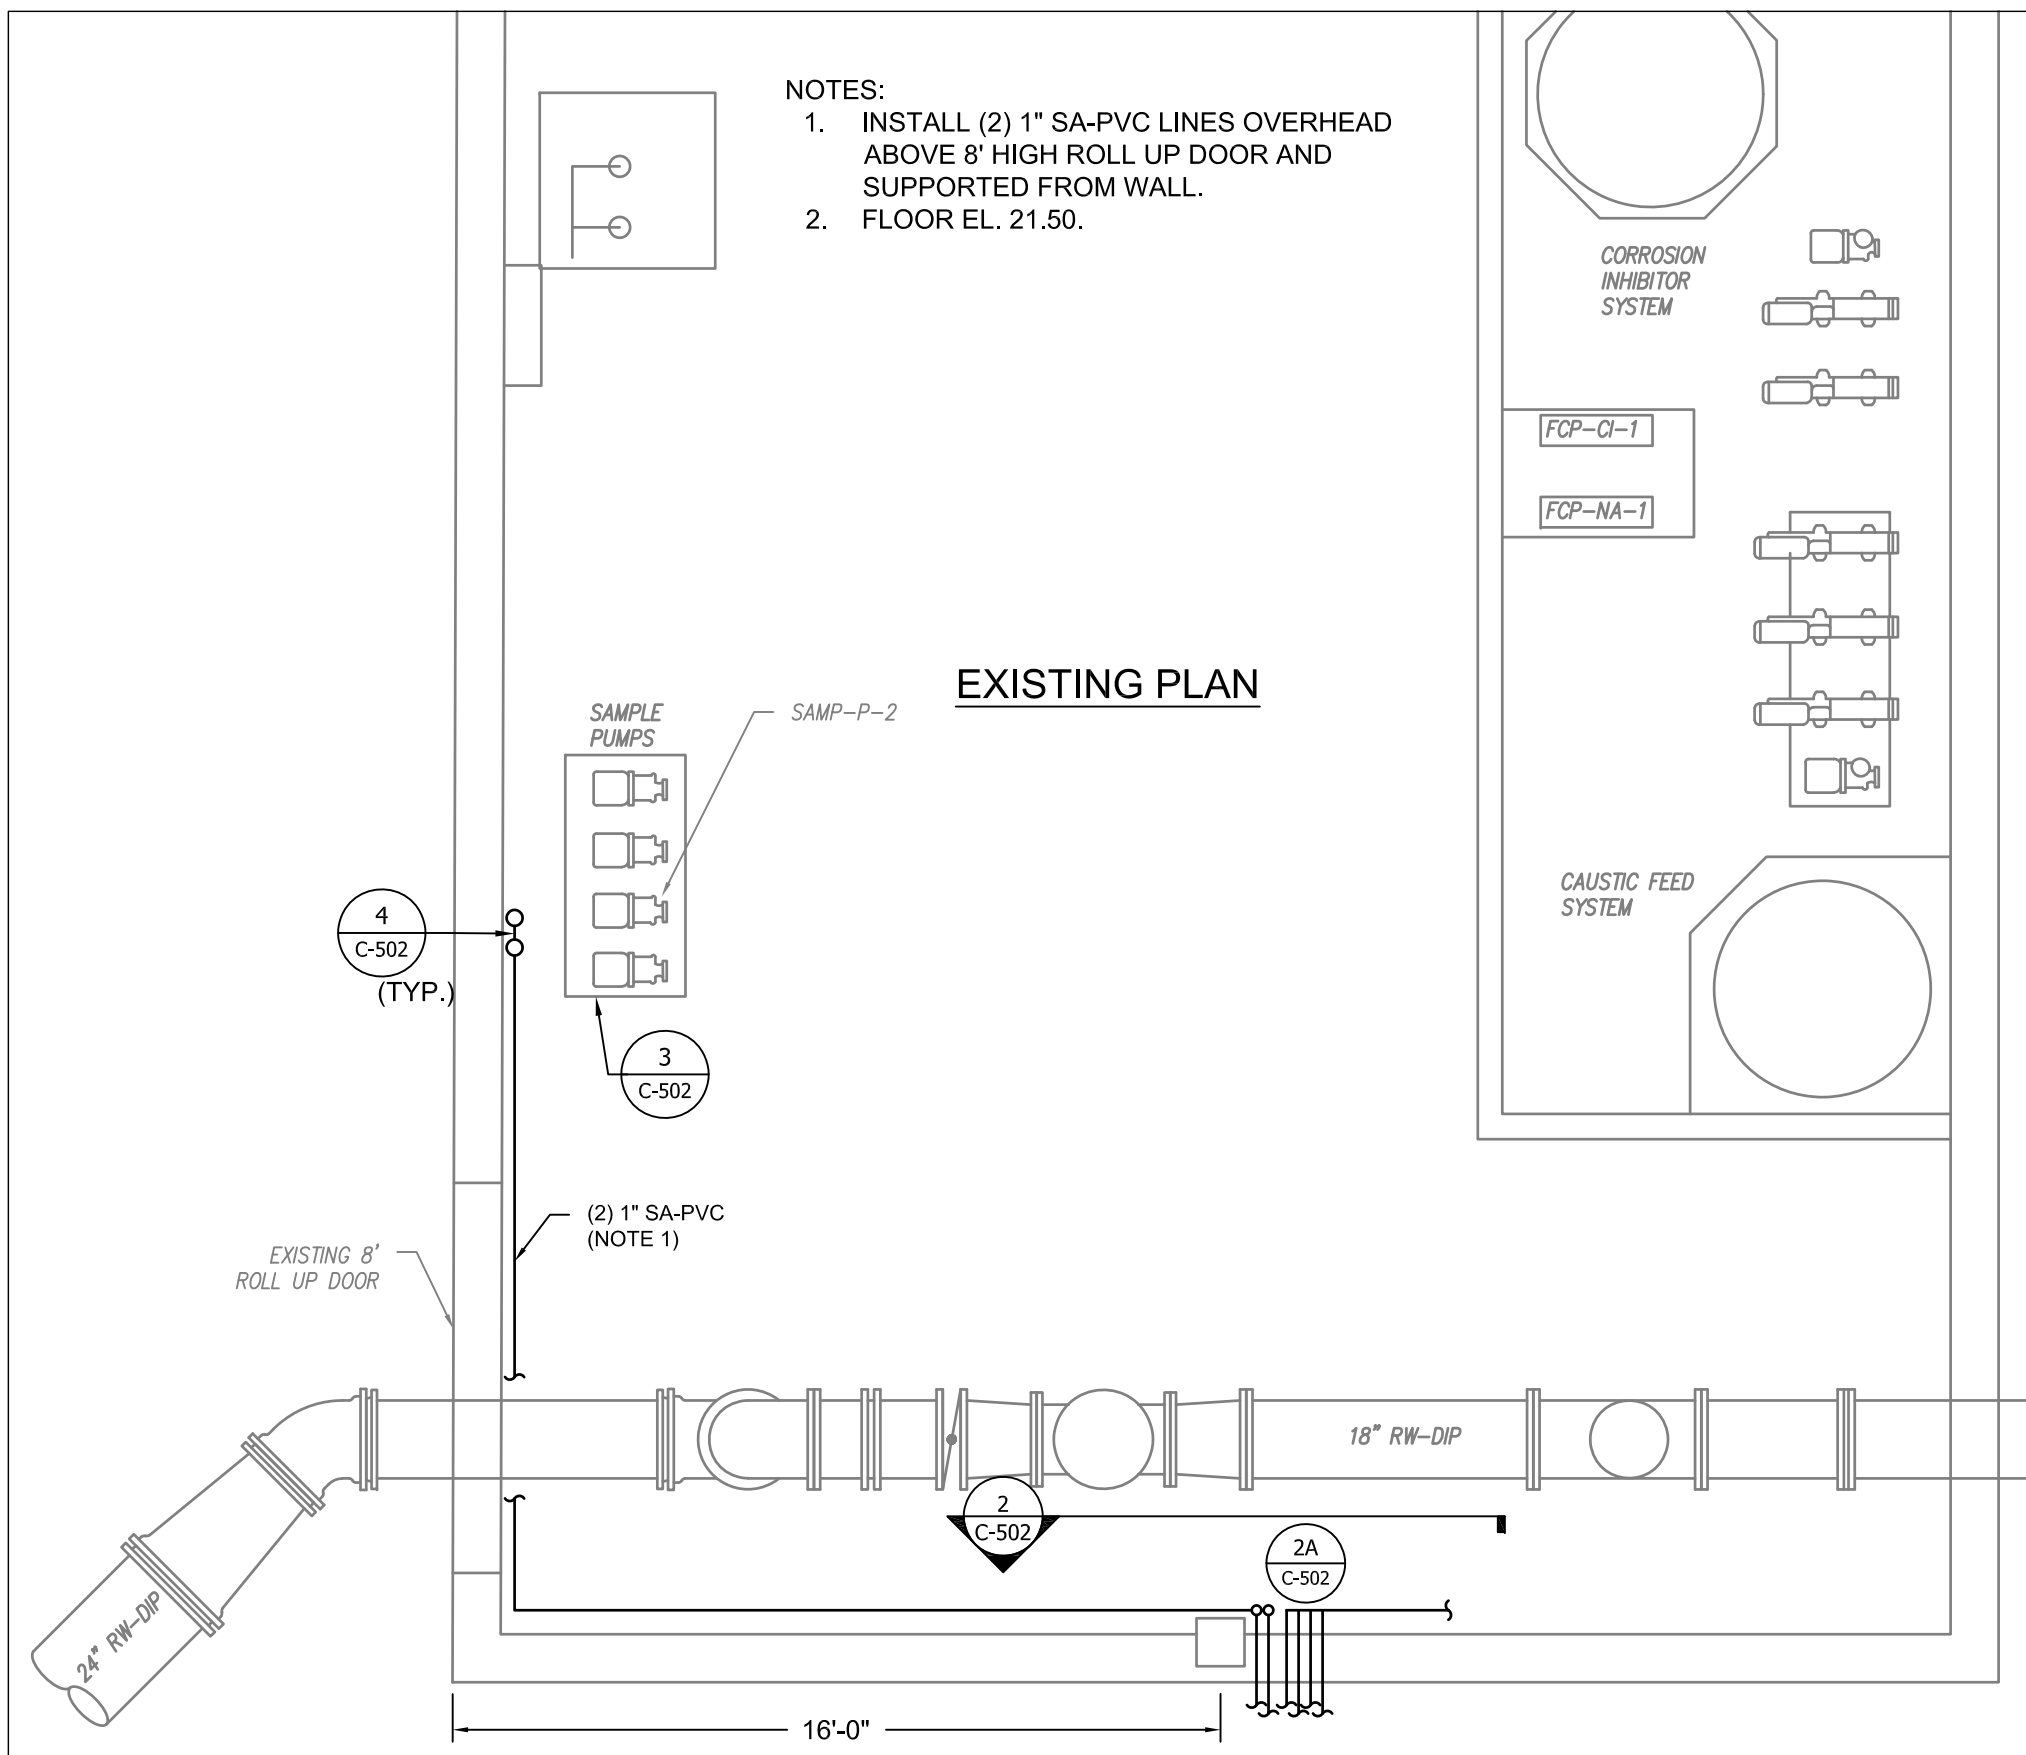 NOTES:
1. INSTALL (2) 1" SA-PVC LINES OVERHEAD
ABOVE 8' HIGH ROLL UP DOOR AND
SUPPORTED FROM WALL.
2. FLOOR EL. 21.50.
CORROSION
INHIBITOR
SYSTEM
FCP-CI-1
FCP-NA-1
EXISTING PLAN
SAMPLE
PUMPS
SAMP-P-2
CAUSTIC FEED
SYSTEM
4
C-502
(TYP.)
3
C-502
(2) 1" SA-PVC
(NOTE 1)
EXISTING 8'
ROLL UP DOOR
18" RW-DIP
2
C-502
2A
C-502
24" RW-DIP
16'-0"